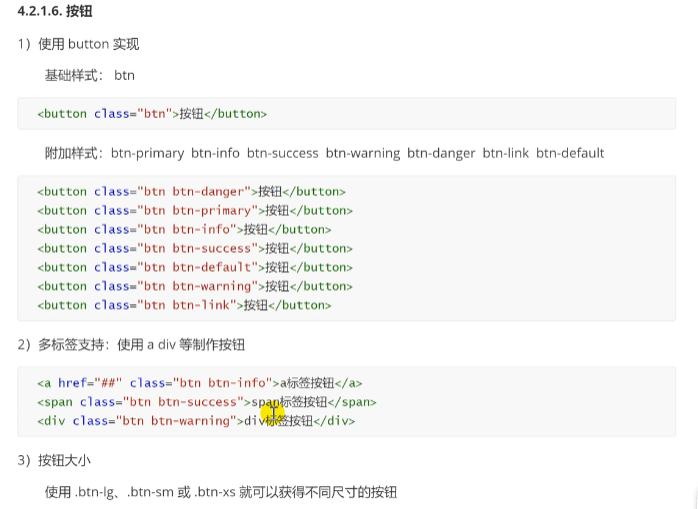 4.2.1.6. 按钮
1）使用 button 实现
基础样式： btn
<button class="btn">按钮</button>
附加样式：btn-primary btn-info btn-success btn-warning btn-danger btn-link btn-default
<button class="btn btn-danger">按钮</button>
<button class="btn btn-primary">按钮</button>
<button class="btn btn-info">按钮</button>
<button class="btn btn-success">按钮</button>
<button class="btn btn-default">按钮</button>
<button class="btn btn-warning">按钮</button>
<button class="btn btn-link">按钮</button>
2）多标签支持：使用 a div 等制作按钮
<a href="##" class="btn btn-info">a标签按钮</a>
<span class="btn btn-success">span标签按钮</span>
<div class="btn btn-warning">div标签按钮</div>
3）按钮大小
使用 .btn-lg、.btn-sm 或 .btn-xs 就可以获得不同尺寸的按钮